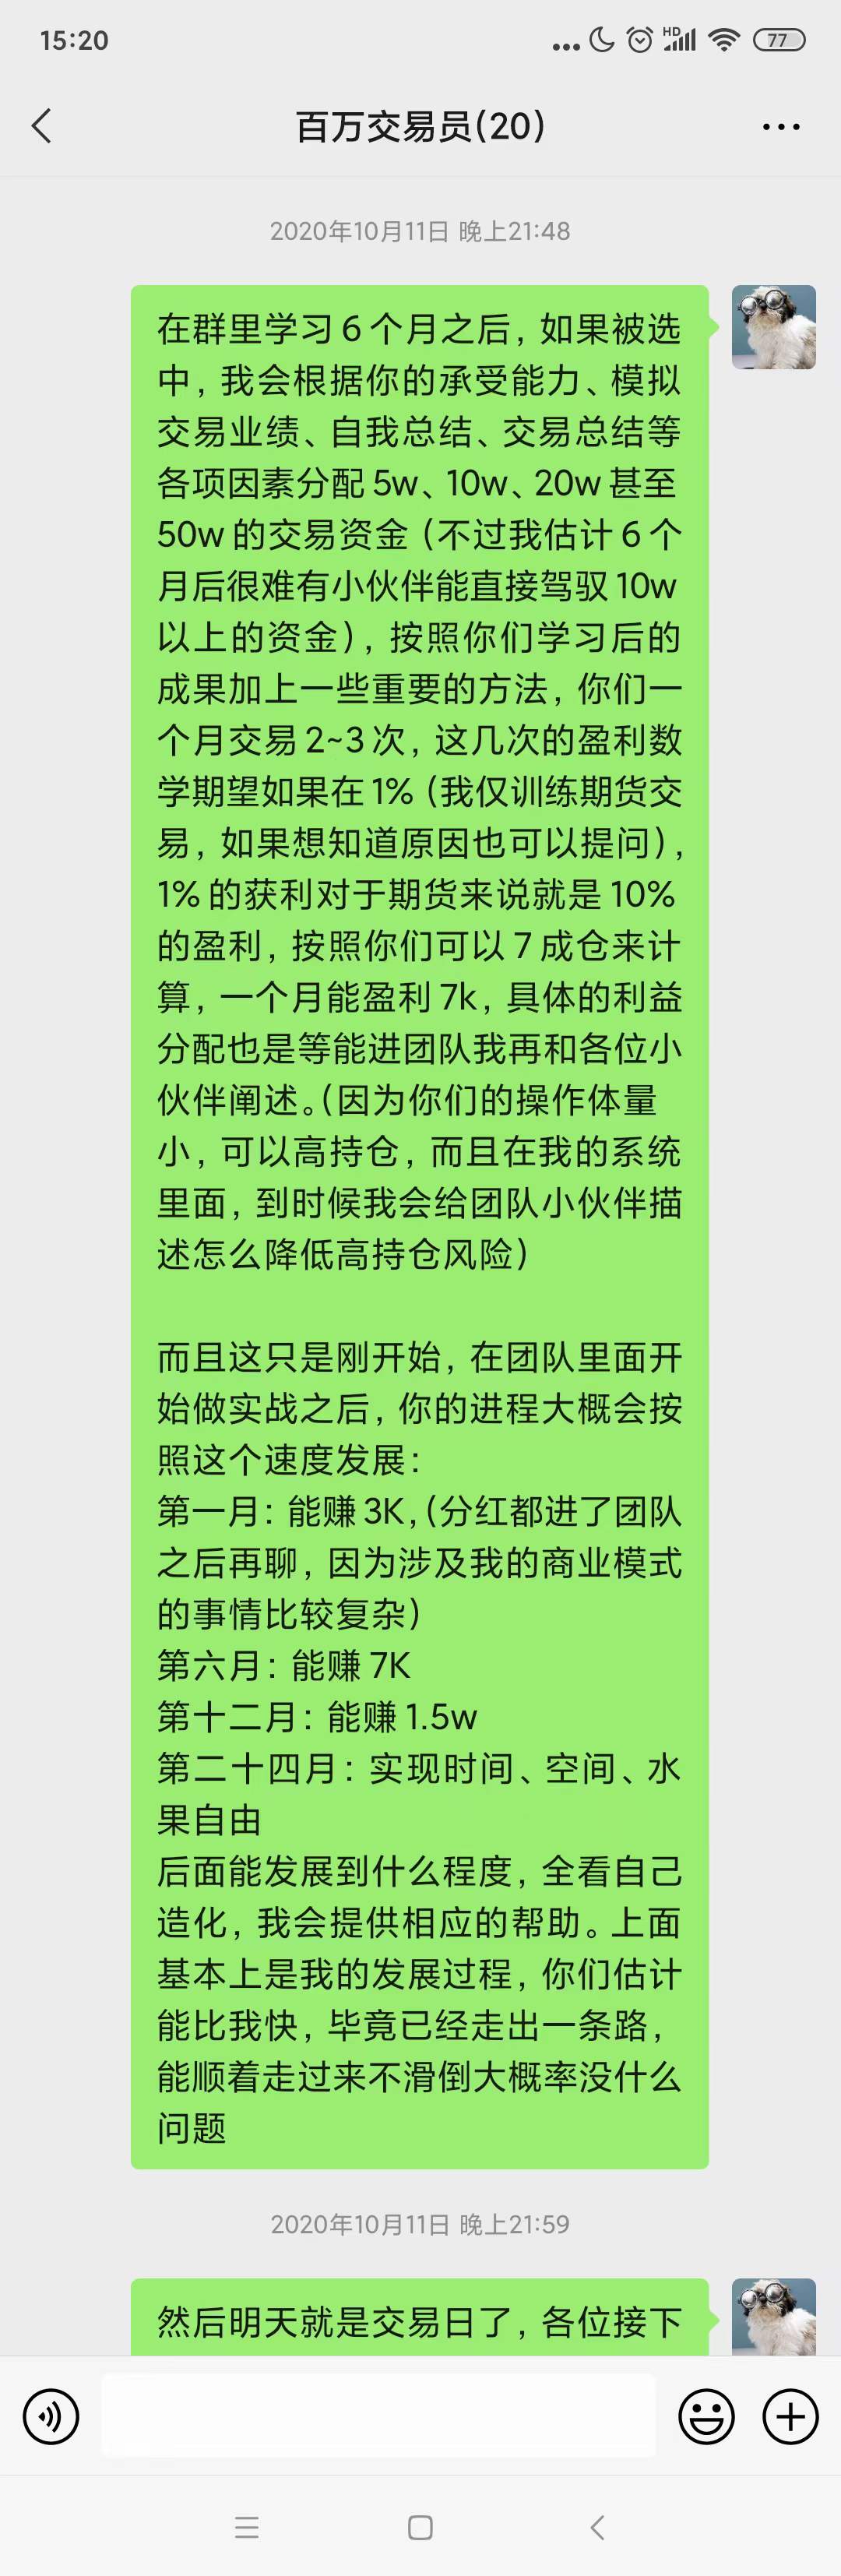 15:20
HD
77
百万交易员(20)
2020年10月11日 晚上21:48
在群里学习6个月之后，如果被选
中，我会根据你的承受能力、模拟
交易业绩、自我总结、交易总结等
各项因素分配5w、10w、20w甚至
50w的交易资金（不过我估计6个
月后很难有小伙伴能直接驾驭10w
以上的资金），按照你们学习后的
成果加上一些重要的方法，你们一
个月交易2~3次，这几次的盈利数
学期望如果在1%（我仅训练期货交
易，如果想知道原因也可以提问），
1%的获利对于期货来说就是10%
的盈利，按照你们可以7成仓来计
算，一个月能盈利7k，具体的利益
分配也是等能进团队我再和各位小
伙伴阐述。（因为你们的操作体量
小，可以高持仓，而且在我的系统
里面，到时候我会给团队小伙伴描
述怎么降低高持仓风险）
而且这只是刚开始，在团队里面开
始做实战之后，你的进程大概会按
照这个速度发展：
第一月：能赚3K，（分红都进了团队
之后再聊，因为涉及我的商业模式
的事情比较复杂）
第六月：能赚7K
第十二月：能赚1.5w
第二十四月：实现时间、空间、水
果自由
后面能发展到什么程度，全看自己
造化，我会提供相应的帮助。上面
基本上是我的发展过程，你们估计
能比我快，毕竟已经走出一条路，
能顺着走过来不滑倒大概率没什么
问题
2020年10月11日 晚上21:59
然后明天就是交易日了，各位接下